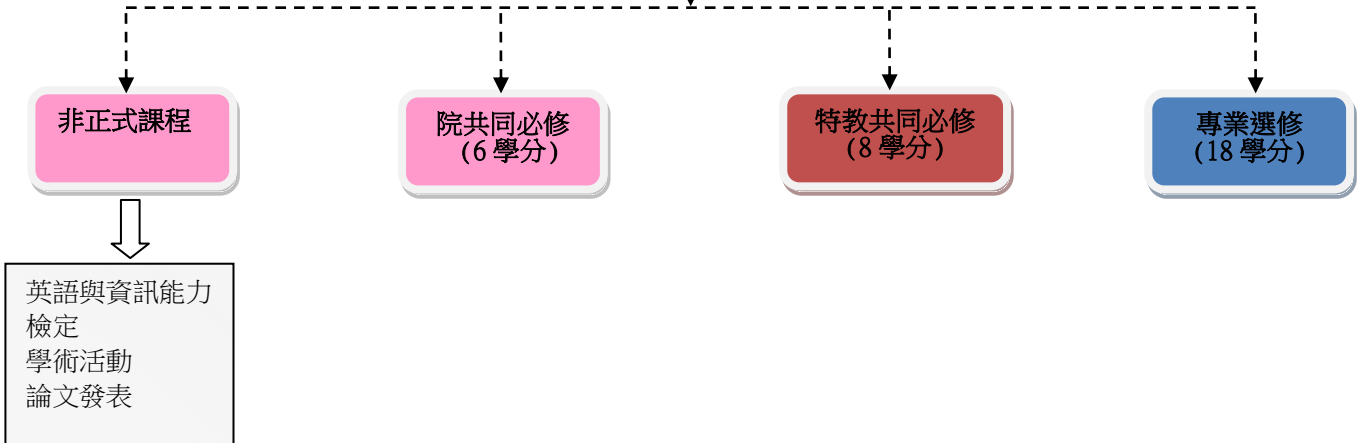 非正式課程
院共同必修
(6 學分)
特教共同必修
(8 學分)
專業選修
(18 學分)
英語與資訊能力
檢定
學術活動
論文發表